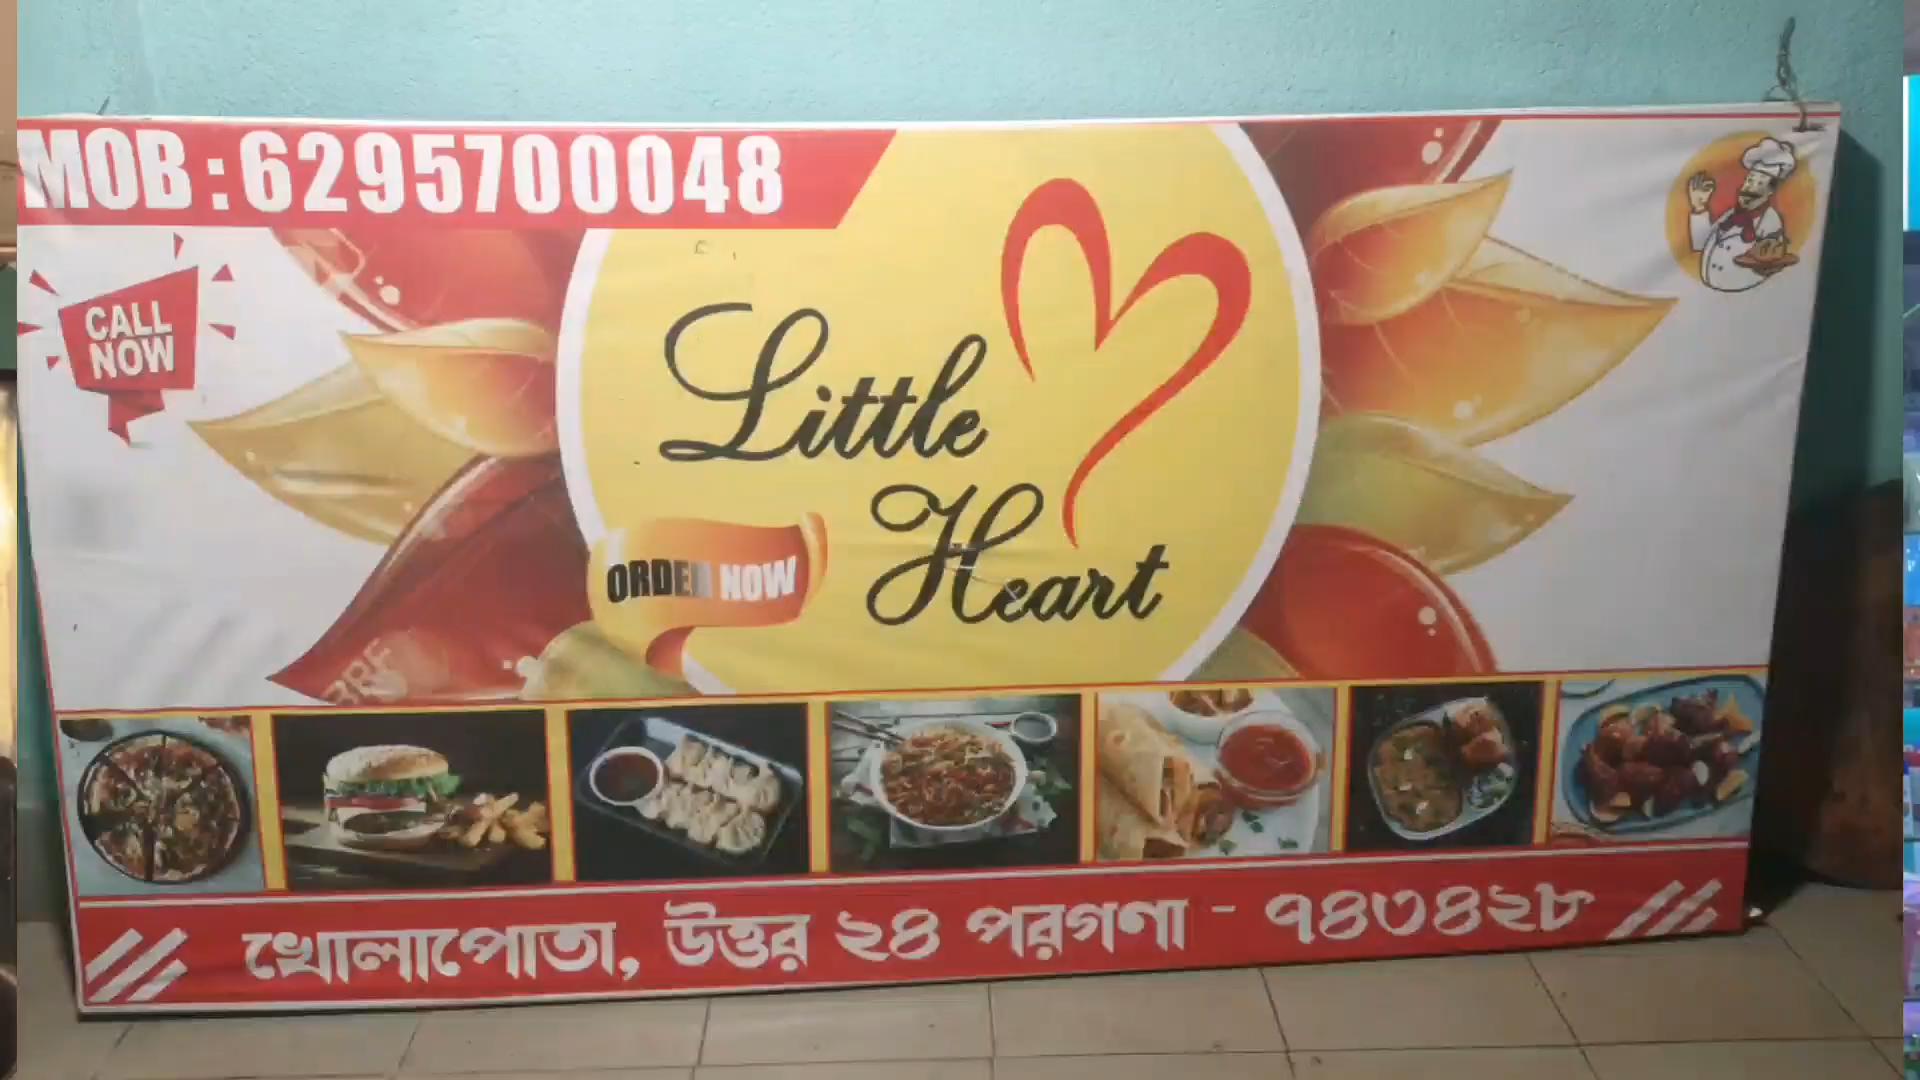 MOB : 6295700048
CALL
NOW
Little
Heart
ORDER NOW
খোলাপোতা, উত্তর ২৪ পরগণা - ৭৪৩৪২৮